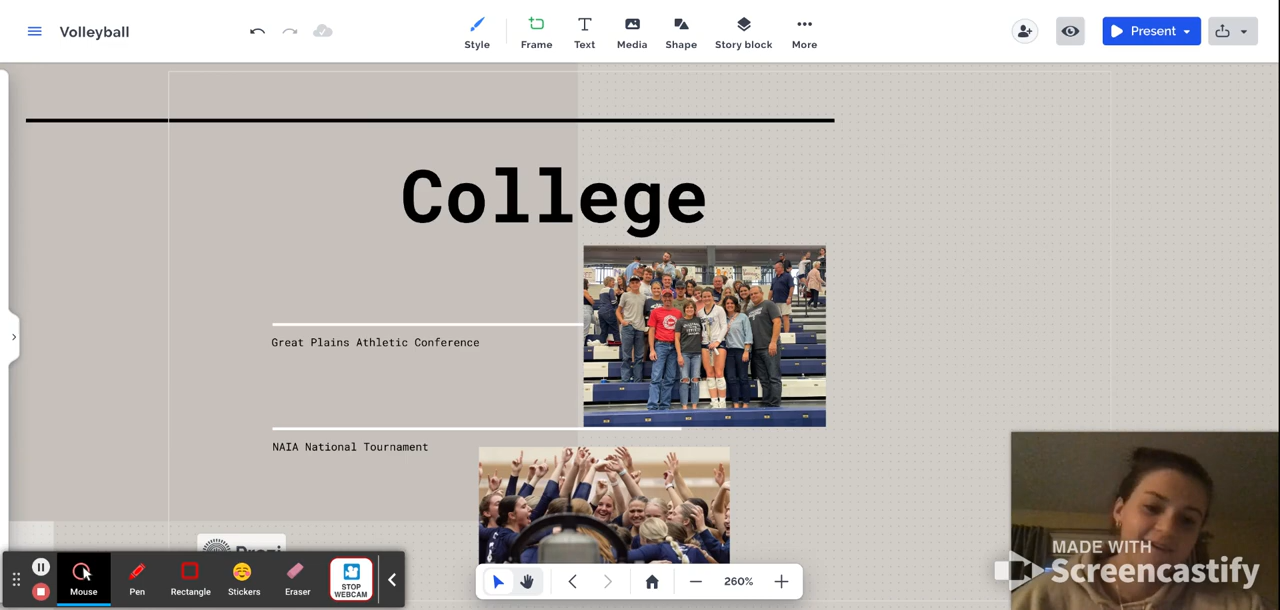 Volleyball
Style
Frame
Text
Media
Shape
Story block
More
Present
College
Great Plains Athletic Conference
NAIA National Tournament
Prezi
Mouse
Pen
Rectangle
Stickers
Eraser
STOP
WEBCAM
260%
MADE WITH
Screencastify